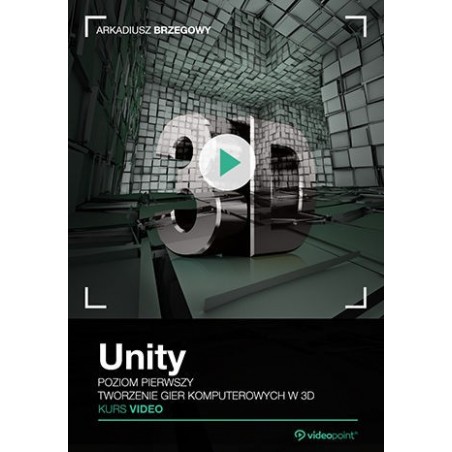 ARKADIUSZ BRZEGOWY
3D
Unity
POZIOM PIERWSZY
TWORZENIE GIER KOMPUTEROWYCH W 3D
KURS VIDEO
videopoint